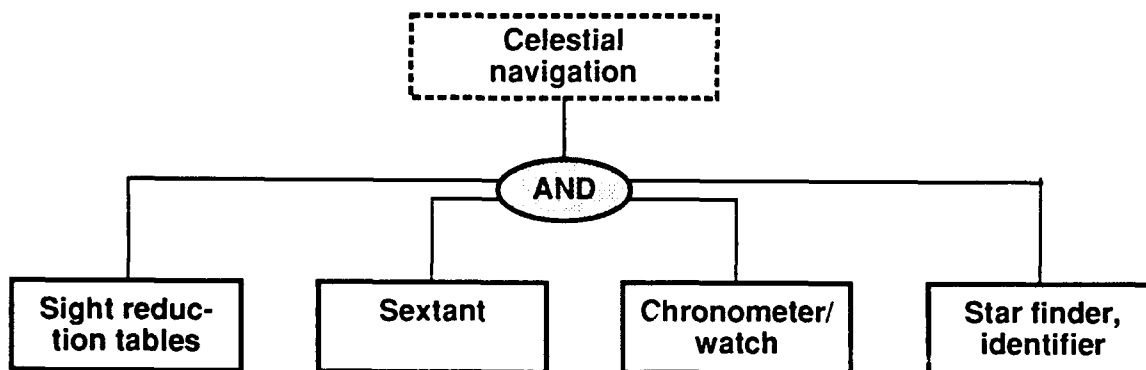 Celestial
navigation
AND
Sight reduc-
tion tables
Sextant
Chronometer/
watch
Star finder,
identifier